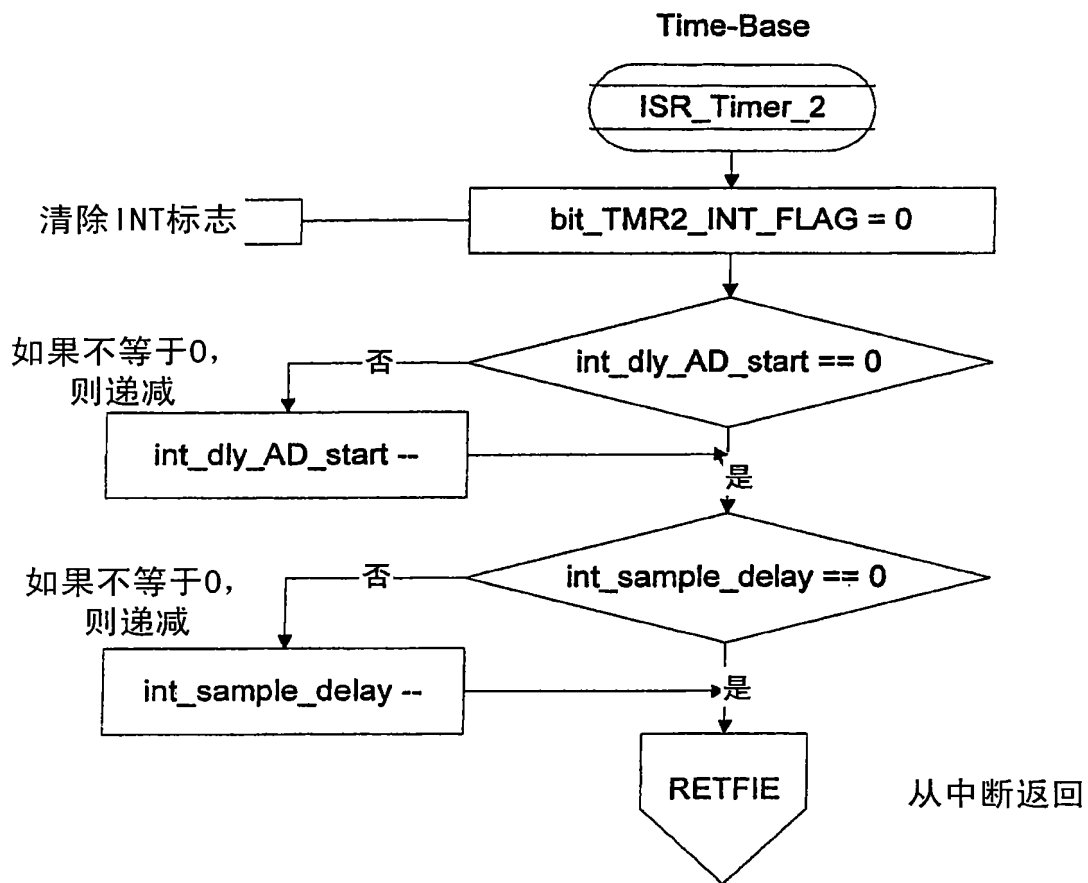 Time-Base
ISR_Timer_2
清除INT标志
bit_TMR2_INT_FLAG = 0
如果不等于0，
则递减
否
int_dly_AD_start == 0
int_dly_AD_start --
是
如果不等于0，
则递减
否
int_sample_delay == 0
int_sample_delay --
是
RETFIE
从中断返回